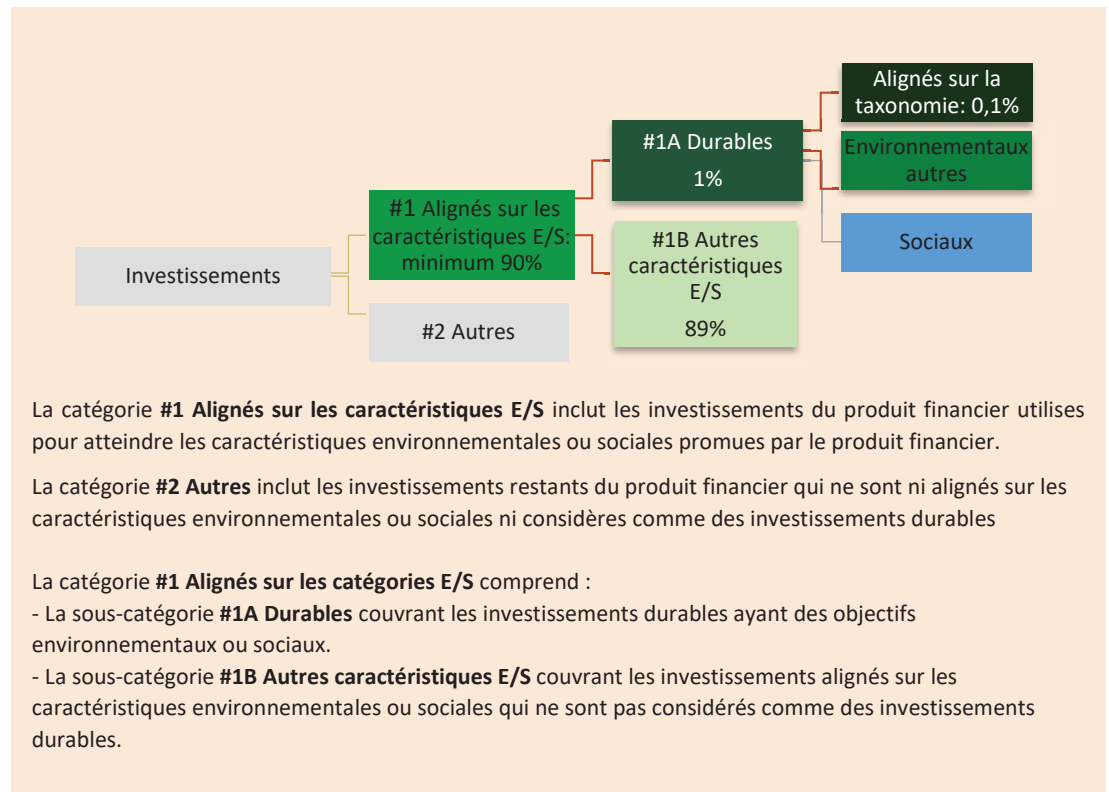 Alignés sur la
taxonomie: 0,1%
#1A Durables
1%
Environnementaux
autres
#1 Alignés sur les
caractéristiques E/S:
minimum 90%
Sociaux
#1B Autres
caractéristiques
E/S
89%
Investissements
#2 Autres
La catégorie #1 Alignés sur les caractéristiques E/S inclut les investissements du produit financier utilises
pour atteindre les caractéristiques environnementales ou sociales promues par le produit financier.
La catégorie #2 Autres inclut les investissements restants du produit financier qui ne sont ni alignés sur les
caractéristiques environnementales ou sociales ni considères comme des investissements durables
La catégorie #1 Alignés sur les catégories E/S comprend :
- La sous-catégorie #1A Durables couvrant les investissements durables ayant des objectifs
environnementaux ou sociaux.
- La sous-catégorie #1B Autres caractéristiques E/S couvrant les investissements alignés sur les
caractéristiques environnementales ou sociales qui ne sont pas considérés comme des investissements
durables.